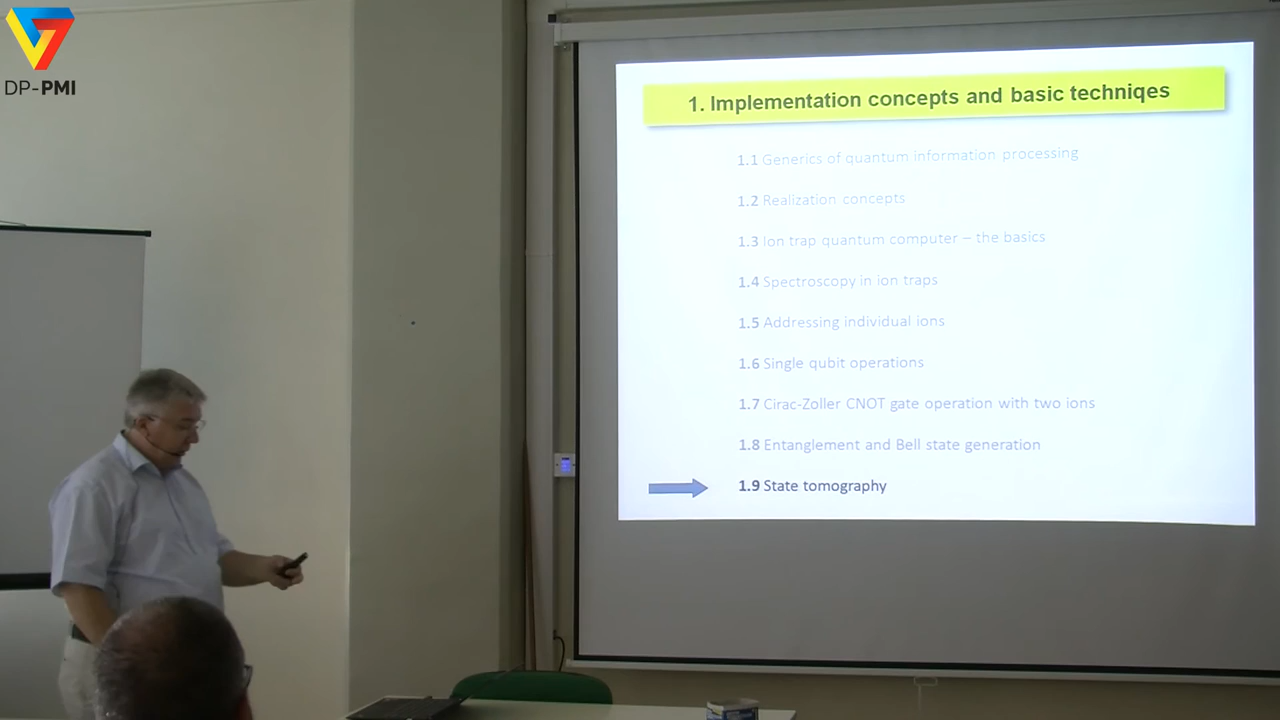 DP-PMI
1. Implementation concepts and basic techniqes
1.1 Generics of quantum information processing
1.2 Realization concepts
1.3 Ion trap quantum computer – the basics
1.4 Spectroscopy in ion traps
1.5 Addressing individual ions
1.6 Single qubit operations
1.7 Cirac-Zoller CNOT gate operation with two ions
1.8 Entanglement and Bell state generation
1.9 State tomography